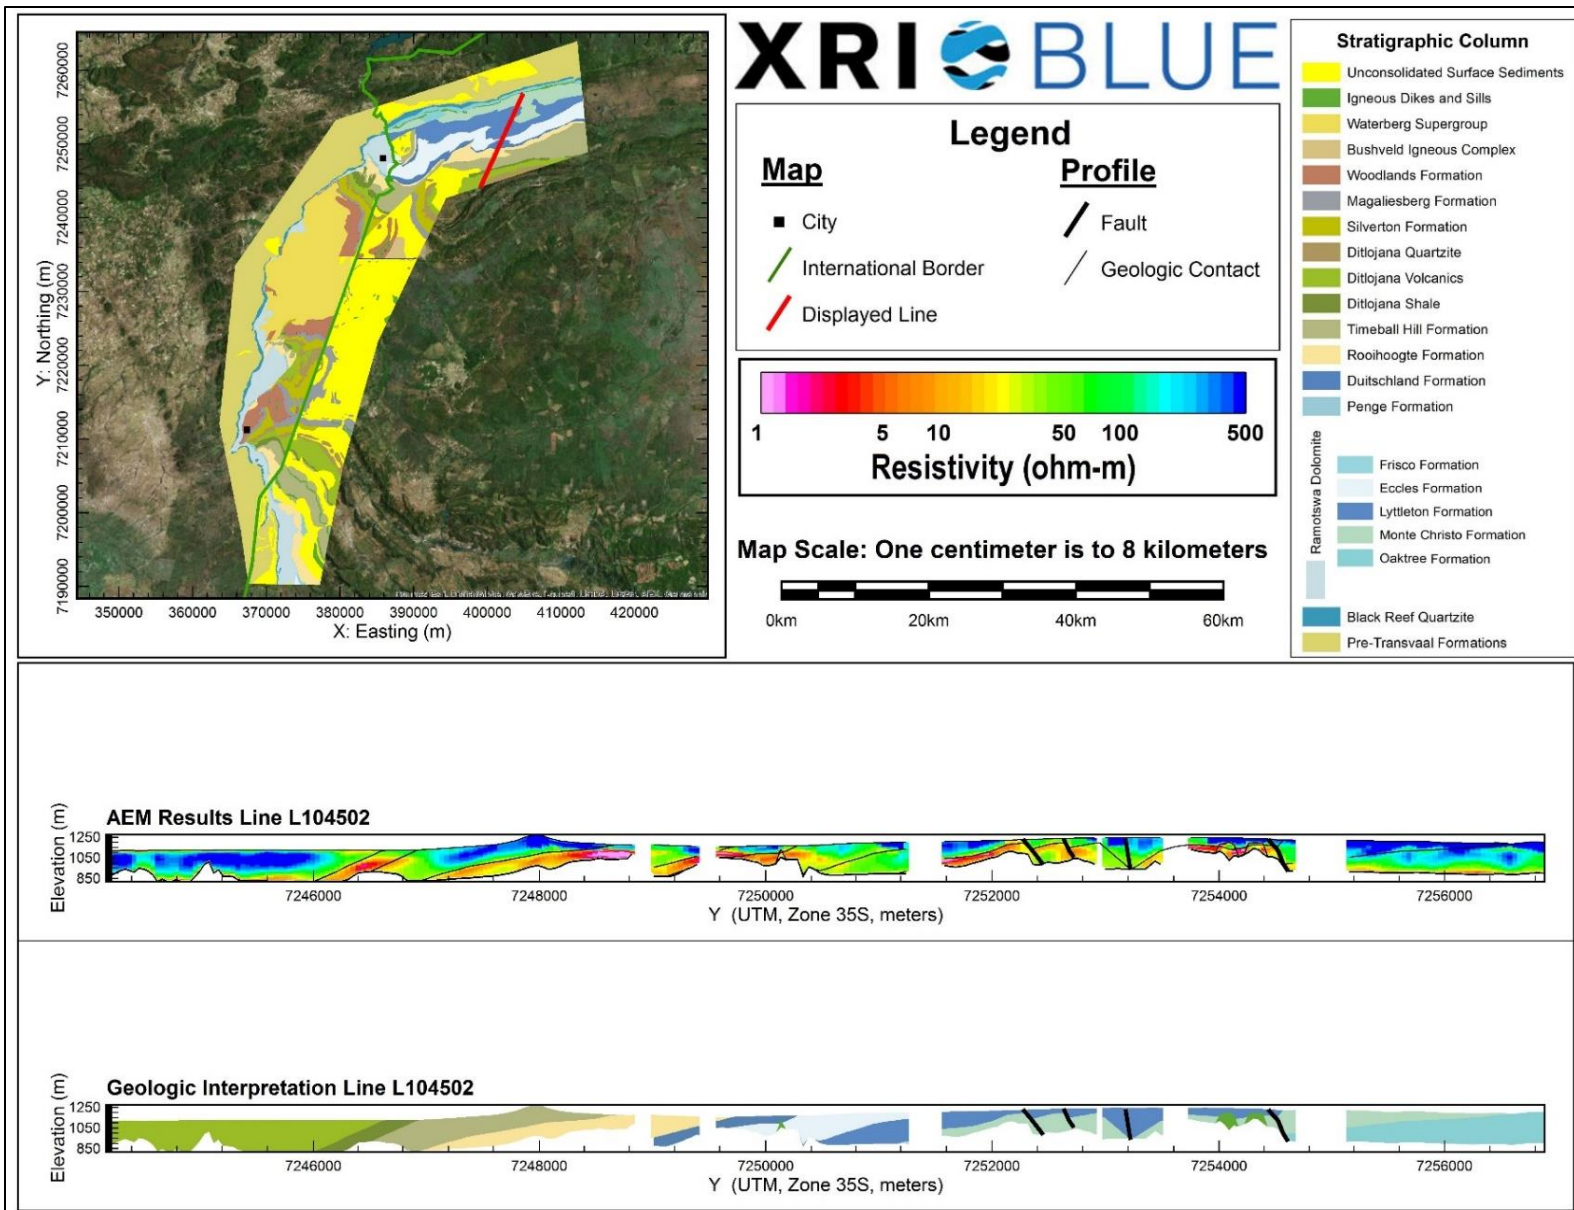 XRI BLUE
7260000
7250000
7240000
7230000
7220000
7210000
7200000
7190000
Y: Northing (m)
350000 360000 370000 380000 390000 400000 410000 420000
X: Easting (m)
Legend
Map
City
International Border
Displayed Line
Profile
Fault
Geologic Contact
1 5 10 50 100 500
Resistivity (ohm-m)
Map Scale: One centimeter is to 8 kilometers
0km 20km 40km 60km
Stratigraphic Column
Unconsolidated Surface Sediments
Igneous Dikes and Sills
Waterberg Supergroup
Bushveld Igneous Complex
Woodlands Formation
Magaliesberg Formation
Silverton Formation
Ditlojana Quartzite
Ditlojana Volcanics
Ditlojana Shale
Timeball Hill Formation
Rooihoogte Formation
Duitschland Formation
Penge Formation
Ramotswa Dolomite
Frisco Formation
Eccles Formation
Lyttleton Formation
Monte Christo Formation
Oaktree Formation
Black Reef Quartzite
Pre-Transvaal Formations
AEM Results Line L104502
Elevation (m)
1250
1050
850
7246000 7248000 7250000 7252000 7254000 7256000
Y (UTM, Zone 35S, meters)
Geologic Interpretation Line L104502
Elevation (m)
1250
1050
850
7246000 7248000 7250000 7252000 7254000 7256000
Y (UTM, Zone 35S, meters)